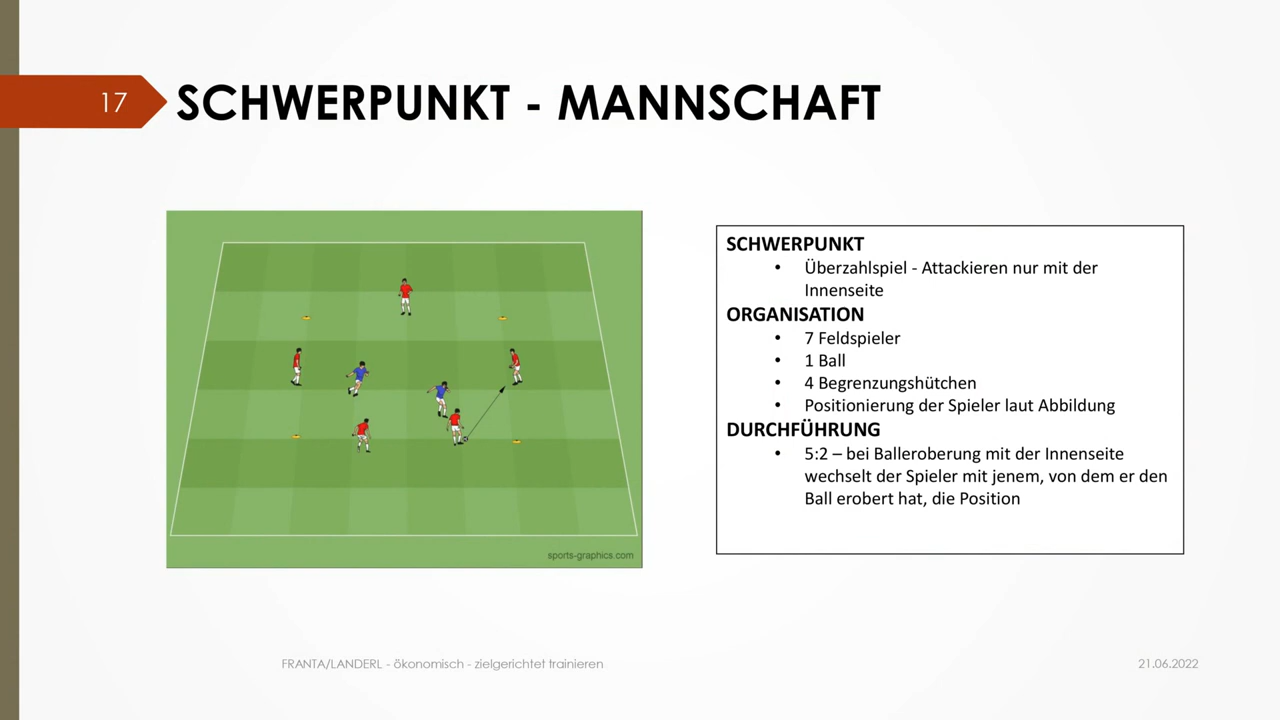 17
SCHWERPUNKT - MANNSCHAFT
sports-graphics.com
SCHWERPUNKT
• Überzahlspiel - Attackieren nur mit der
Innenseite
ORGANISATION
• 7 Feldspieler
• 1 Ball
• 4 Begrenzungshütchen
• Positionierung der Spieler laut Abbildung
DURCHFÜHRUNG
• 5:2 – bei Balleroberung mit der Innenseite
wechselt der Spieler mit jenem, von dem er den
Ball erobert hat, die Position
FRANTA/LANDERL - ökonomisch - zielgerichtet trainieren
21.06.2022